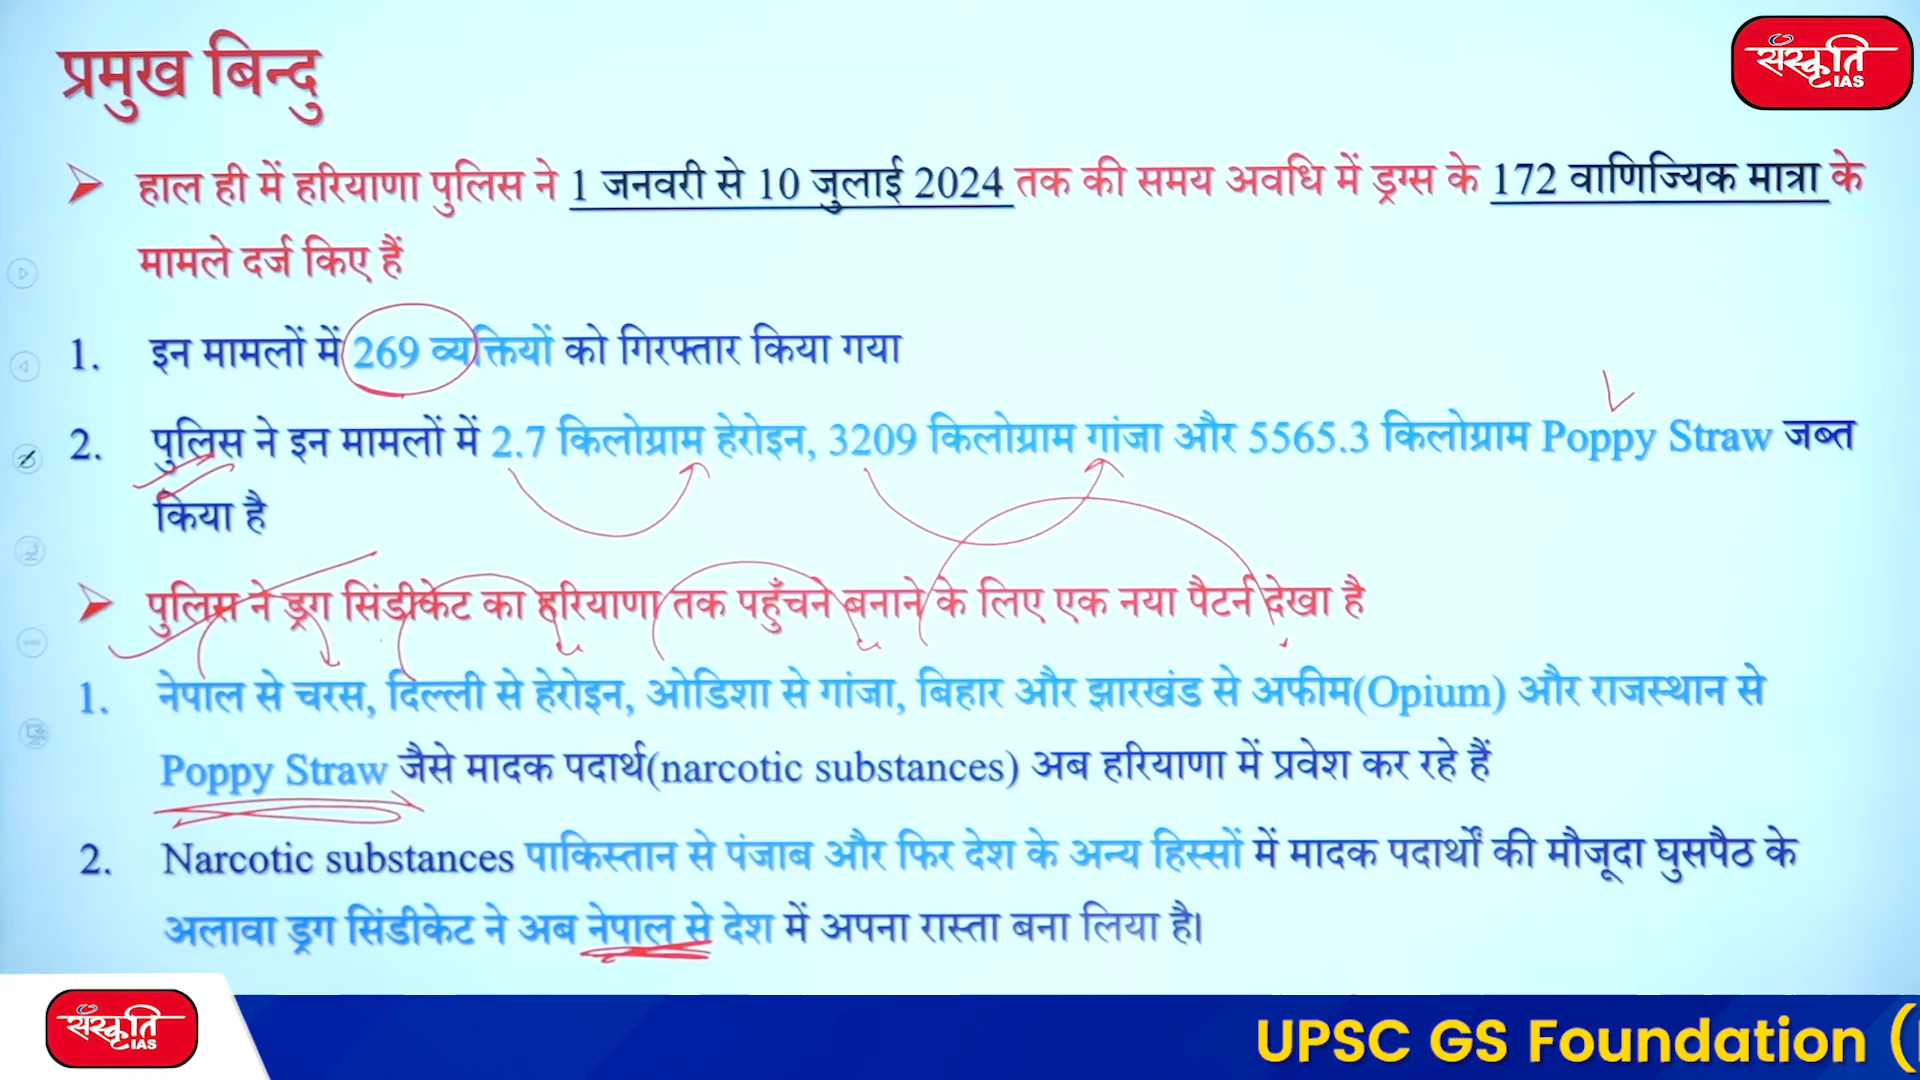 प्रमुख बिन्दु
संस्कृति
IAS
हाल ही में हरियाणा पुलिस ने 1 जनवरी से 10 जुलाई 2024 तक की समय अवधि में ड्रग्स के 172 वाणिज्यिक मात्रा के
मामले दर्ज किए हैं
1. इन मामलों में 269 व्यक्तियों को गिरफ्तार किया गया
2. पुलिस ने इन मामलों में 2.7 किलोग्राम हेरोइन, 3209 किलोग्राम गांजा और 5565.3 किलोग्राम Poppy Straw जब्त
किया है
पुलिस ने ड्रग सिंडीकेट का हरियाणा तक पहुँचने बनाने के लिए एक नया पैटर्न देखा है
1. नेपाल से चरस, दिल्ली से हेरोइन, ओडिशा से गांजा, बिहार और झारखंड से अफीम(Opium) और राजस्थान से
Poppy Straw जैसे मादक पदार्थ(narcotic substances) अब हरियाणा में प्रवेश कर रहे हैं
2. Narcotic substances पाकिस्तान से पंजाब और फिर देश के अन्य हिस्सों में मादक पदार्थों की मौजूदा घुसपैठ के
अलावा ड्रग सिंडीकेट ने अब नेपाल से देश में अपना रास्ता बना लिया है।
संस्कृति
IAS
UPSC GS Foundation (